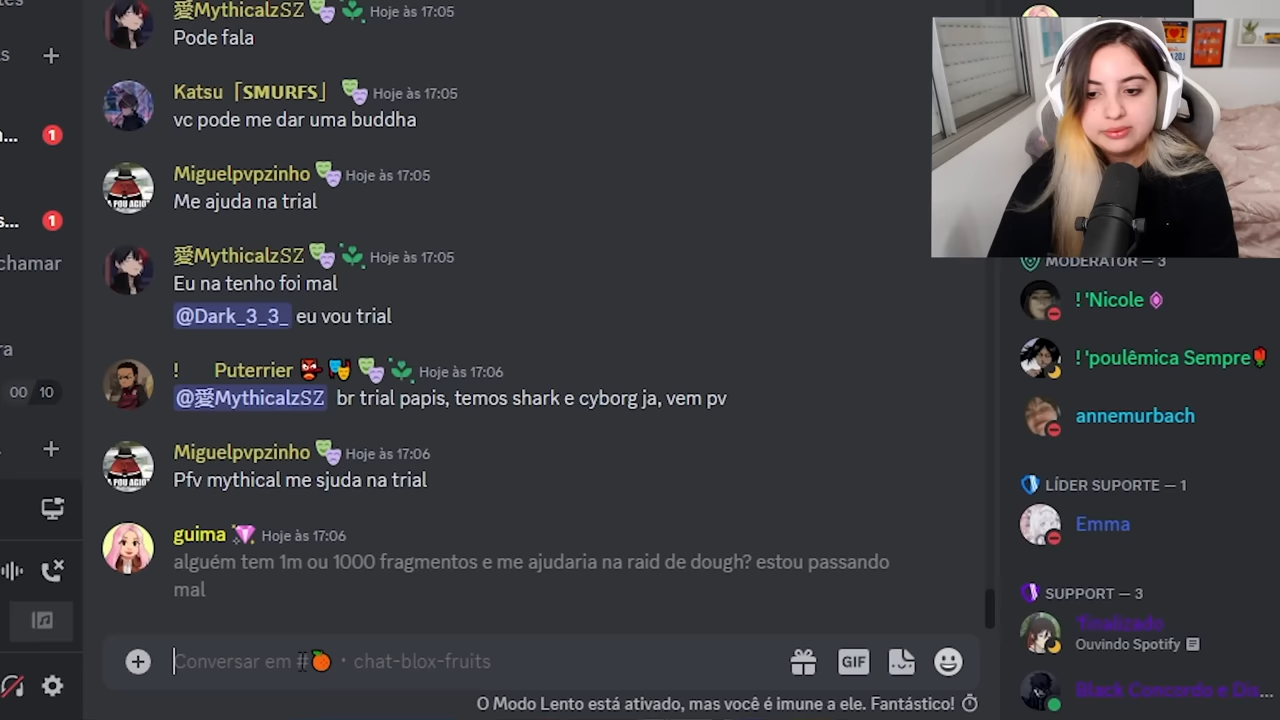 愛MythicalzSZ Hoje às 17:05
Pode fala
Katsu「SMURFS」 Hoje às 17:05
vc pode me dar uma buddha
Miguelpvpzinho Hoje às 17:05
Me ajuda na trial
愛MythicalzSZ Hoje às 17:05
Eu na tenho foi mal
@Dark_3_3_ eu vou trial
! Puterrier Hoje às 17:06
@愛MythicalzSZ br trial papis, temos shark e cyborg ja, vem pv
Miguelpvpzinho Hoje às 17:06
Pfv mythical me sjuda na trial
guima Hoje às 17:06
alguém tem 1m ou 1000 fragmentos e me ajudaria na raid de dough? estou passando
mal
Conversar em #🍊・chat-blox-fruits
GIF
O Modo Lento está ativado, mas você é imune a ele. Fantástico!
1
1
chamar
00 10
MODERATOR — 3
! 'Nicole
! 'poulêmica Sempre🌹
annemurbach
LÍDER SUPORTE — 1
Emma
SUPPORT — 3
Tinalizado
Ouvindo Spotify
Black Concordo e Dis...